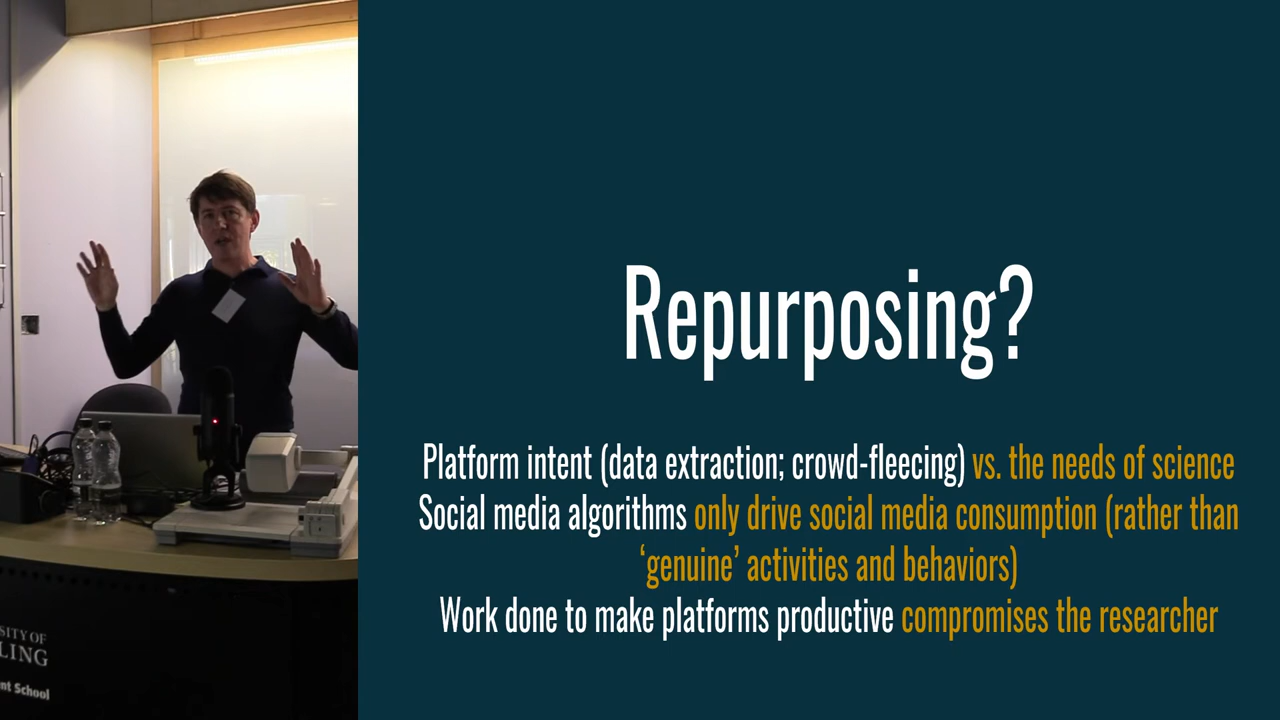 Repurposing?
Platform intent (data extraction; crowd-fleecing) vs. the needs of science
Social media algorithms only drive social media consumption (rather than
‘genuine’ activities and behaviors)
Work done to make platforms productive compromises the researcher
SITY OF
LING
nt School